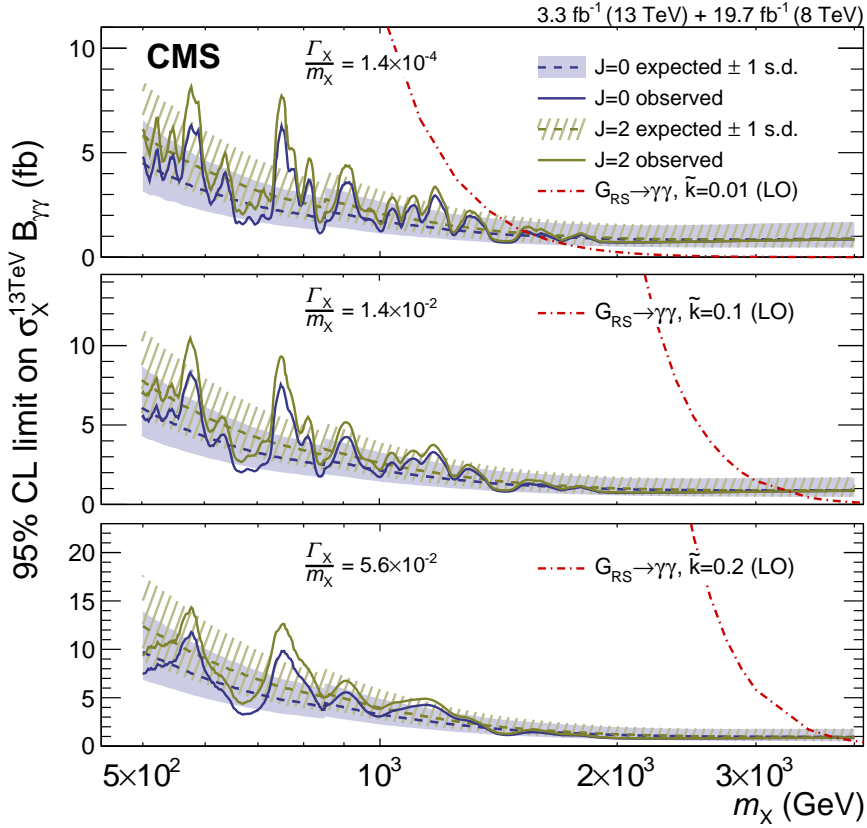 3.3 fb⁻¹ (13 TeV) + 19.7 fb⁻¹ (8 TeV)
95% CL limit on σ_X^13TeV B_γγ (fb)
10
5
0
CMS
Γ_X/m_X = 1.4×10⁻⁴
J=0 expected ± 1 s.d.
J=0 observed
J=2 expected ± 1 s.d.
J=2 observed
G_RS→γγ, k̃=0.01 (LO)
10
5
0
Γ_X/m_X = 1.4×10⁻²
G_RS→γγ, k̃=0.1 (LO)
20
15
10
5
0
Γ_X/m_X = 5.6×10⁻²
G_RS→γγ, k̃=0.2 (LO)
5×10² 10³ 2×10³ 3×10³
m_X (GeV)